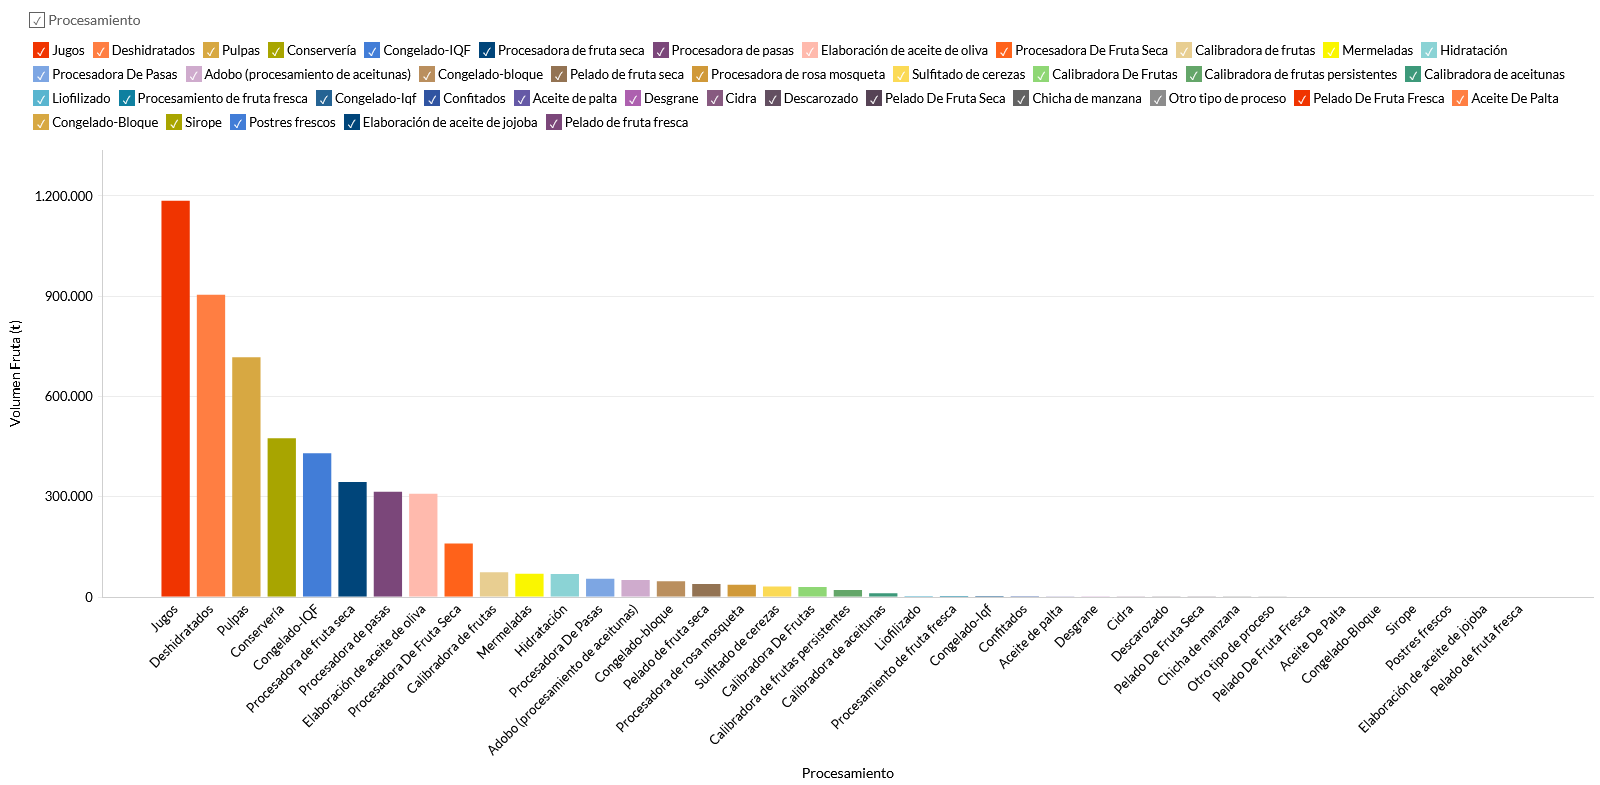 Procesamiento
Jugos Deshidratados Pulpas Conservería Congelado-IQF Procesadora de fruta seca Procesadora de pasas Elaboración de aceite de oliva Procesadora De Fruta Seca Calibradora de frutas Mermeladas Hidratación
Procesadora De Pasas Adobo (procesamiento de aceitunas) Congelado-bloque Pelado de fruta seca Procesadora de rosa mosqueta Sulfitado de cerezas Calibradora De Frutas Calibradora de frutas persistentes Calibradora de aceitunas
Liofilizado Procesamiento de fruta fresca Congelado-Iqf Confitados Aceite de palta Desgrane Cidra Descarozado Pelado De Fruta Seca Chicha de manzana Otro tipo de proceso Pelado De Fruta Fresca Aceite De Palta
Congelado-Bloque Sirope Postres frescos Elaboración de aceite de jojoba Pelado de fruta fresca
Volumen Fruta (t)
1.200.000
900.000
600.000
300.000
0
Jugos
Deshidratados
Pulpas
Conservería
Congelado-IQF
Procesadora de fruta seca
Procesadora de pasas
Elaboración de aceite de oliva
Procesadora De Fruta Seca
Calibradora de frutas
Mermeladas
Hidratación
Procesadora De Pasas
Adobo (procesamiento de aceitunas)
Congelado-bloque
Pelado de fruta seca
Procesadora de rosa mosqueta
Sulfitado de cerezas
Calibradora De Frutas
Calibradora de frutas persistentes
Calibradora de aceitunas
Liofilizado
Procesamiento de fruta fresca
Congelado-Iqf
Confitados
Aceite de palta
Desgrane
Cidra
Descarozado
Pelado De Fruta Seca
Chicha de manzana
Otro tipo de proceso
Pelado De Fruta Fresca
Aceite De Palta
Congelado-Bloque
Sirope
Postres frescos
Elaboración de aceite de jojoba
Pelado de fruta fresca
Procesamiento